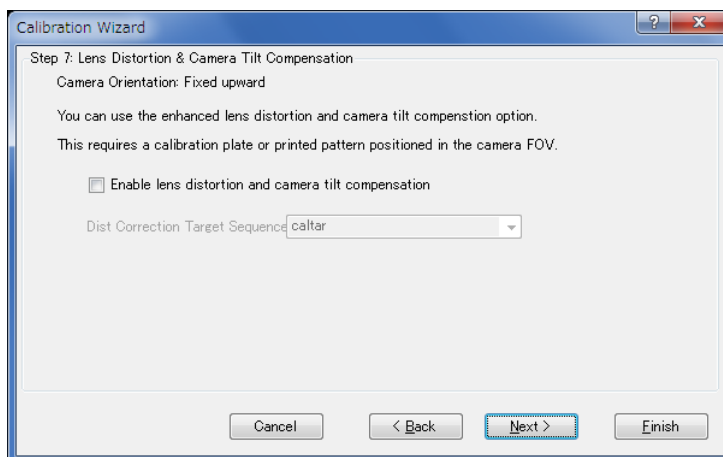 Calibration Wizard
Step 7: Lens Distortion & Camera Tilt Compensation
Camera Orientation: Fixed upward
You can use the enhanced lens distortion and camera tilt compenstion option.
This requires a calibration plate or printed pattern positioned in the camera FOV.
Enable lens distortion and camera tilt compensation
Dist Correction Target Sequence caltar
Cancel < Back Next > Finish